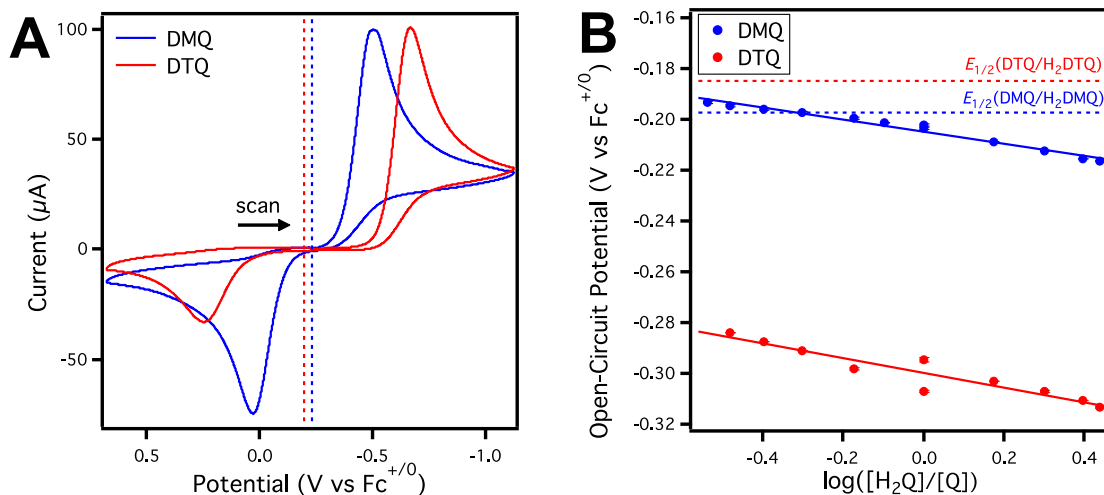 A
DMQ
DTQ
scan
100
50
0
-50
Current (μA)
0.5
0.0
-0.5
-1.0
Potential (V vs Fc+/0)
B
DMQ
DTQ
E1/2(DTQ/H2DTQ)
E1/2(DMQ/H2DMQ)
-0.16
-0.18
-0.20
-0.22
-0.24
-0.26
-0.28
-0.30
-0.32
Open-Circuit Potential (V vs Fc+/0)
-0.4
-0.2
0.0
0.2
0.4
log([H2Q]/[Q])